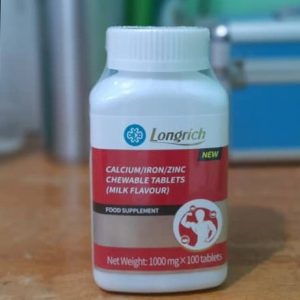 Longrich
NEW
CALCIUM/IRON/ZINC
CHEWABLE TABLETS
(MILK FLAVOUR)
FOOD SUPPLEMENT
Net Weight: 1000 mg×100 tablets